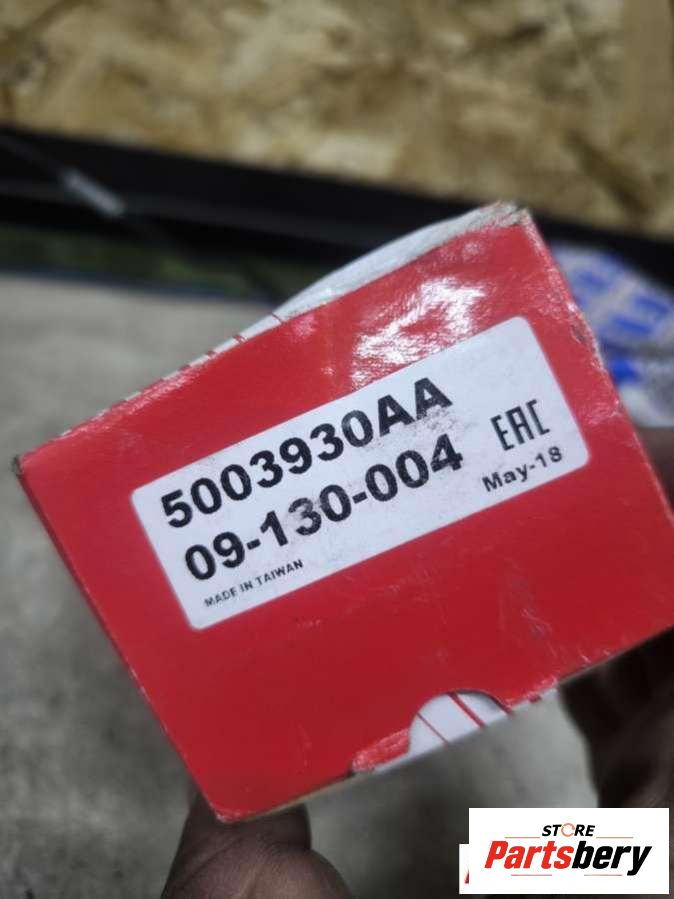 5003930AA
09-130-004
EAC
May-18
MADE IN TAIWAN
STORE
Partsbery